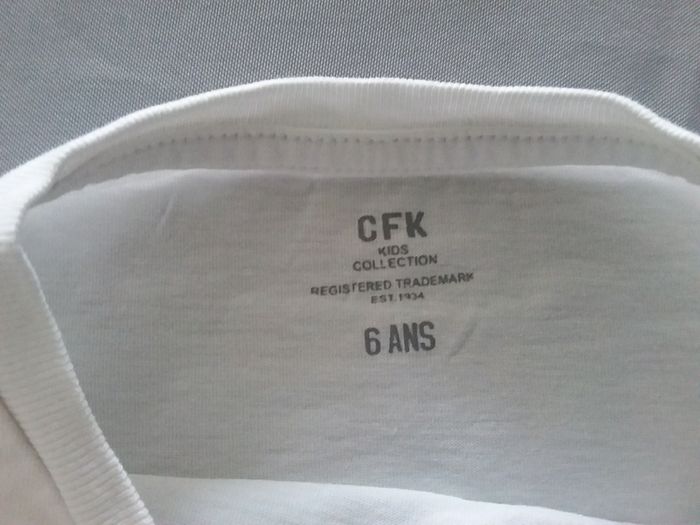 CFK
KIDS
COLLECTION
REGISTERED TRADEMARK
EST. 1934
6 ANS